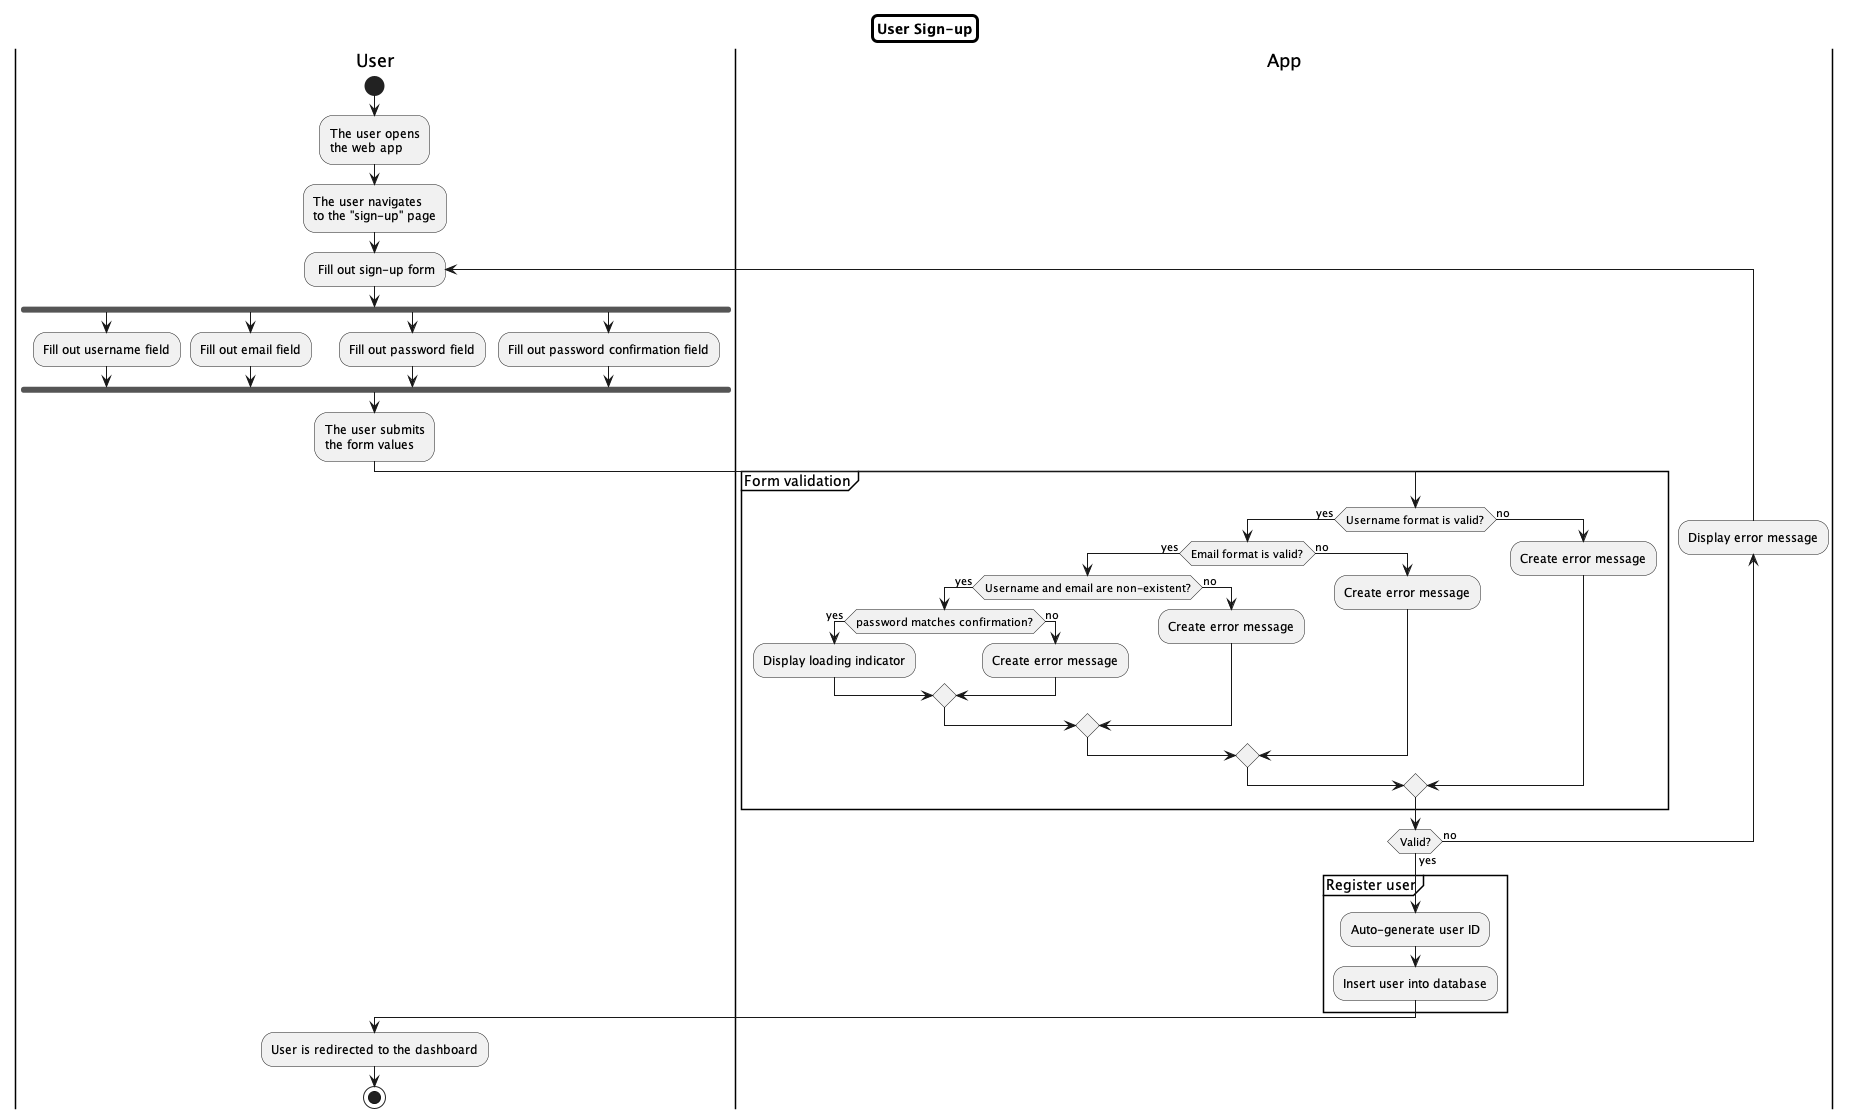 User Sign-up
User
App
The user opens
the web app
The user navigates
to the "sign-up" page
Fill out sign-up form
Fill out username field
Fill out email field
Fill out password field
Fill out password confirmation field
The user submits
the form values
Form validation
yes
Username format is valid?
no
Display error message
yes
Email format is valid?
no
Create error message
yes
Username and email are non-existent?
no
Create error message
yes
password matches confirmation?
no
Create error message
Display loading indicator
Create error message
Valid?
no
yes
Register user
Auto-generate user ID
Insert user into database
User is redirected to the dashboard